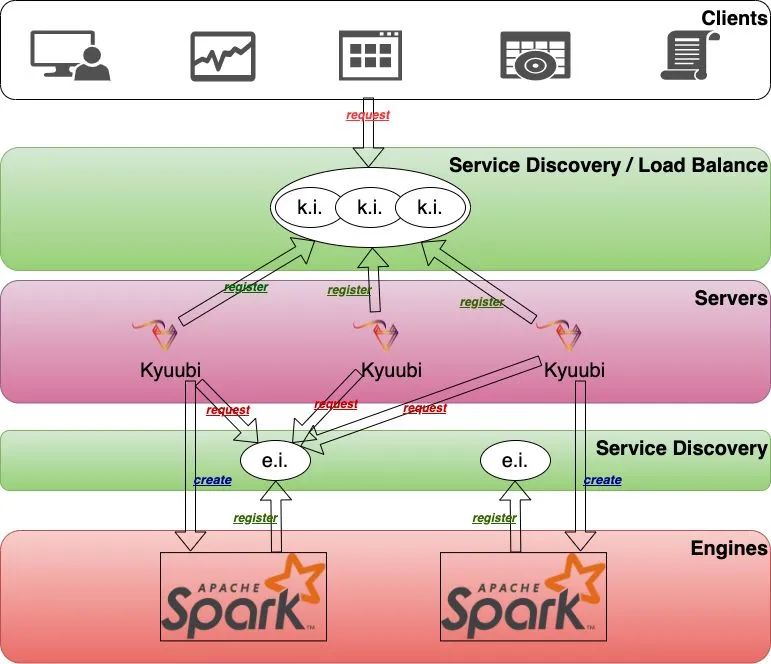 Clients
request
Service Discovery / Load Balance
k.i. k.i. k.i.
register register register
Servers
Kyuubi Kyuubi Kyuubi
request request request
Service Discovery
e.i. e.i.
create create
register register
Engines
APACHE Spark™ APACHE Spark™